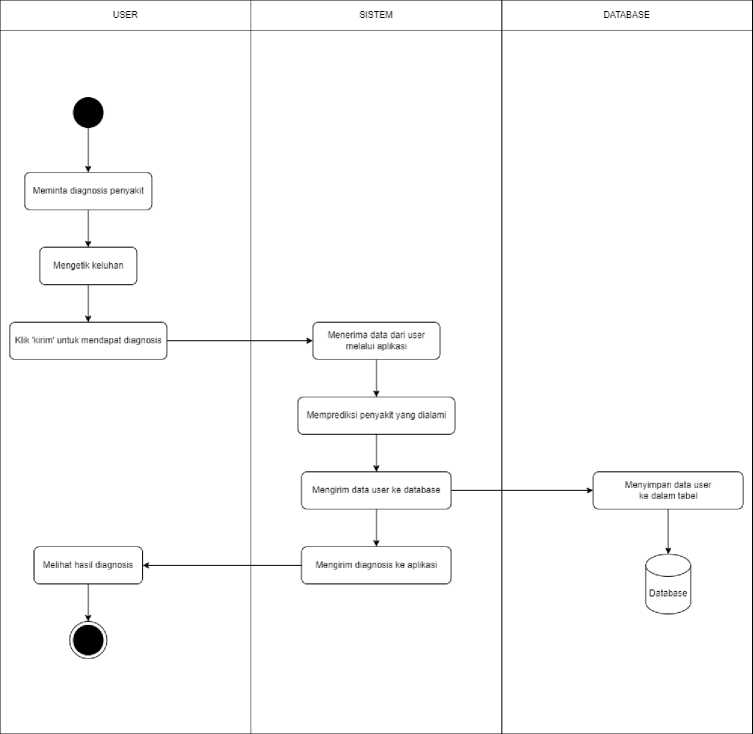 USER
SISTEM
DATABASE
Meminta diagnosis penyakit
Mengetik keluhan
Klik 'kirim' untuk mendapat diagnosis
Menerima data dari user
melalui aplikasi
Memprediksi penyakit yang dialami
Mengirim data user ke database
Menyimpan data user
ke dalam tabel
Melihat hasil diagnosis
Mengirim diagnosis ke aplikasi
Database